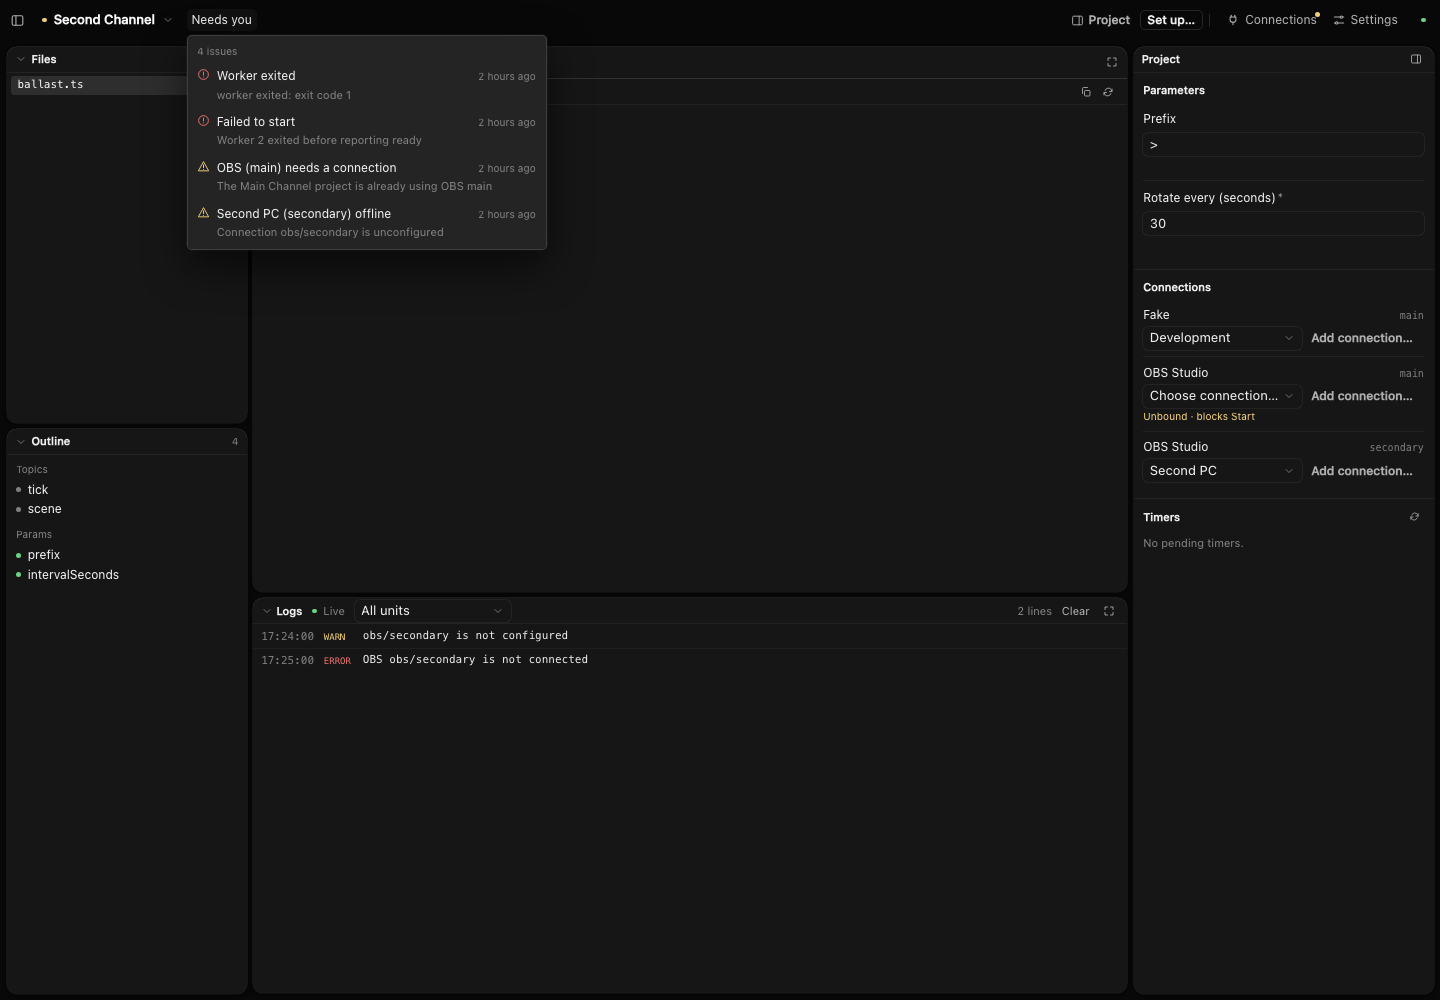 Second Channel
Needs you
Project
Set up...
Connections
Settings
Files
ballast.ts
4 issues
Worker exited
2 hours ago
worker exited: exit code 1
Failed to start
2 hours ago
Worker 2 exited before reporting ready
OBS (main) needs a connection
2 hours ago
The Main Channel project is already using OBS main
Second PC (secondary) offline
2 hours ago
Connection obs/secondary is unconfigured
Outline
4
Topics
tick
scene
Params
prefix
intervalSeconds
Logs
Live
All units
2 lines
Clear
17:24:00 WARN obs/secondary is not configured
17:25:00 ERROR OBS obs/secondary is not connected
Project
Parameters
Prefix
>
Rotate every (seconds) *
30
Connections
Fake
main
Development
Add connection...
OBS Studio
main
Choose connection...
Add connection...
Unbound · blocks Start
OBS Studio
secondary
Second PC
Add connection...
Timers
No pending timers.